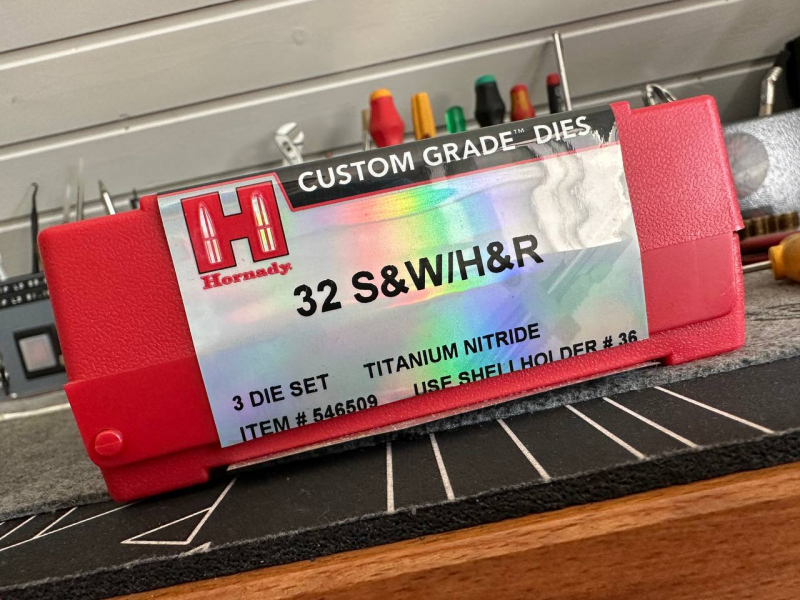 CUSTOM GRADE™ DIES
H
Hornady
32 S&W/H&R
3 DIE SET TITANIUM NITRIDE
ITEM # 546509 USE SHELLHOLDER # 36